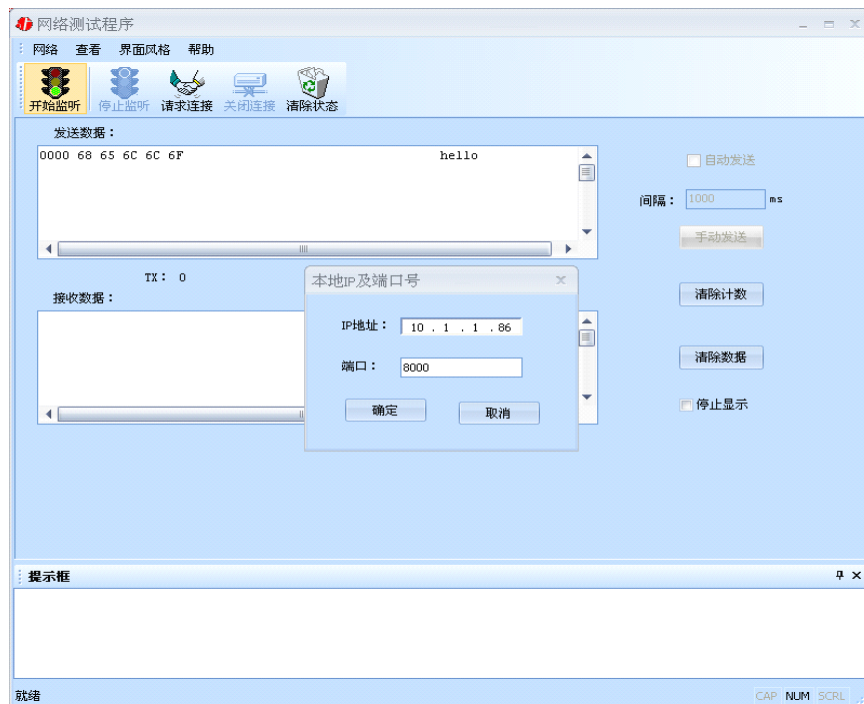 网络测试程序
网络 查看 界面风格 帮助
开始监听 停止监听 请求连接 关闭连接 清除状态
发送数据：
0000 68 65 6C 6C 6F hello
自动发送
间隔： 1000 ms
手动发送
TX： 0
接收数据：
清除计数
清除数据
停止显示
本地IP及端口号
IP地址： 10 . 1 . 1 . 86
端口： 8000
确定 取消
提示框
就绪 CAP NUM SCRL